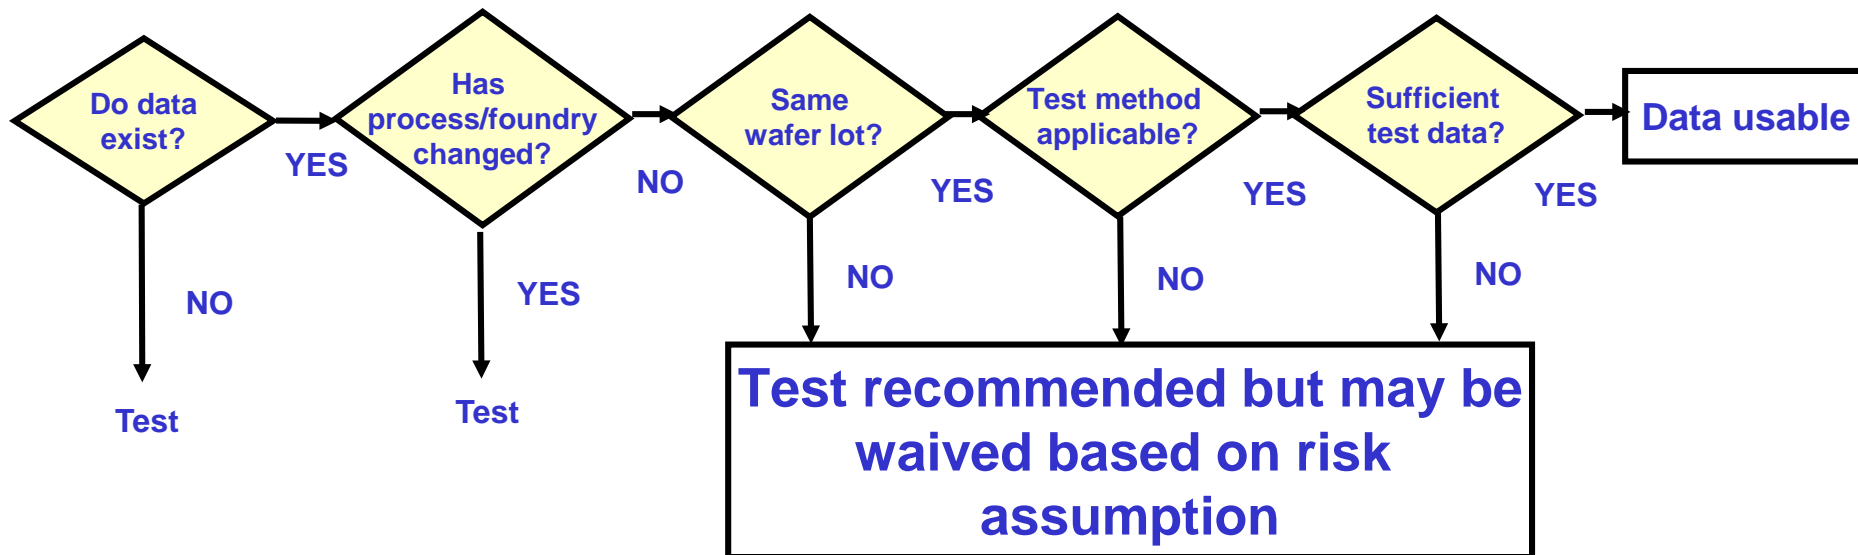 Do data
exist?
YES
NO
Test
Has
process/foundry
changed?
NO
YES
Test
Same
wafer lot?
YES
NO
Test method
applicable?
YES
NO
Sufficient
test data?
YES
NO
Data usable
Test recommended but may be
waived based on risk
assumption